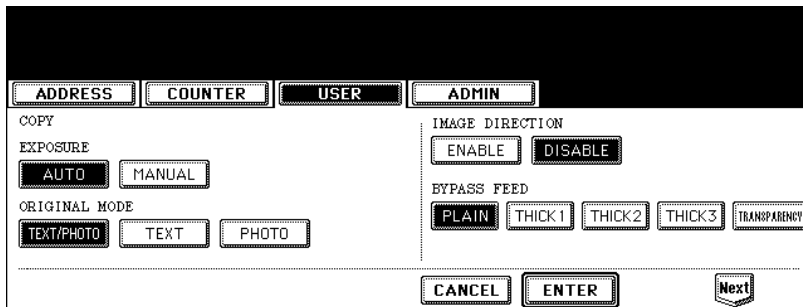 ADDRESS COUNTER USER ADMIN
COPY
EXPOSURE
AUTO MANUAL
ORIGINAL MODE
TEXT/PHOTO TEXT PHOTO
IMAGE DIRECTION
ENABLE DISABLE
BYPASS FEED
PLAIN THICK1 THICK2 THICK3 TRANSPARENCY
CANCEL ENTER Next